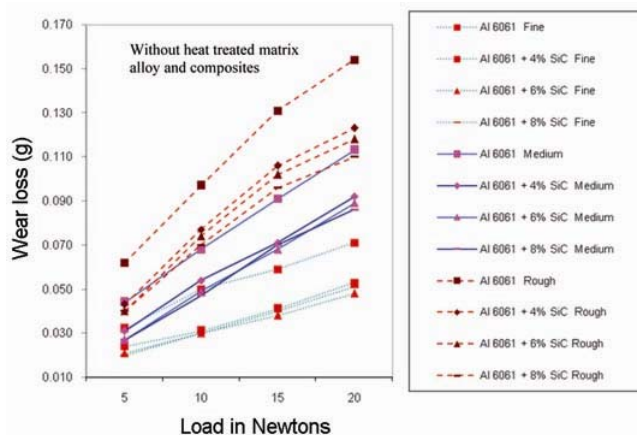 0.170
0.150
0.130
0.110
0.090
0.070
0.050
0.030
0.010
Wear loss (g)
Without heat treated matrix
alloy and composites
5 10 15 20
Load in Newtons
Al 6061 Fine
Al 6061 + 4% SiC Fine
Al 6061 + 6% SiC Fine
Al 6061 + 8% SiC Fine
Al 6061 Medium
Al 6061 + 4% SiC Medium
Al 6061 + 6% SiC Medium
Al 6061 + 8% SiC Medium
Al 6061 Rough
Al 6061 + 4% SiC Rough
Al 6061 + 6% SiC Rough
Al 6061 + 8% SiC Rough